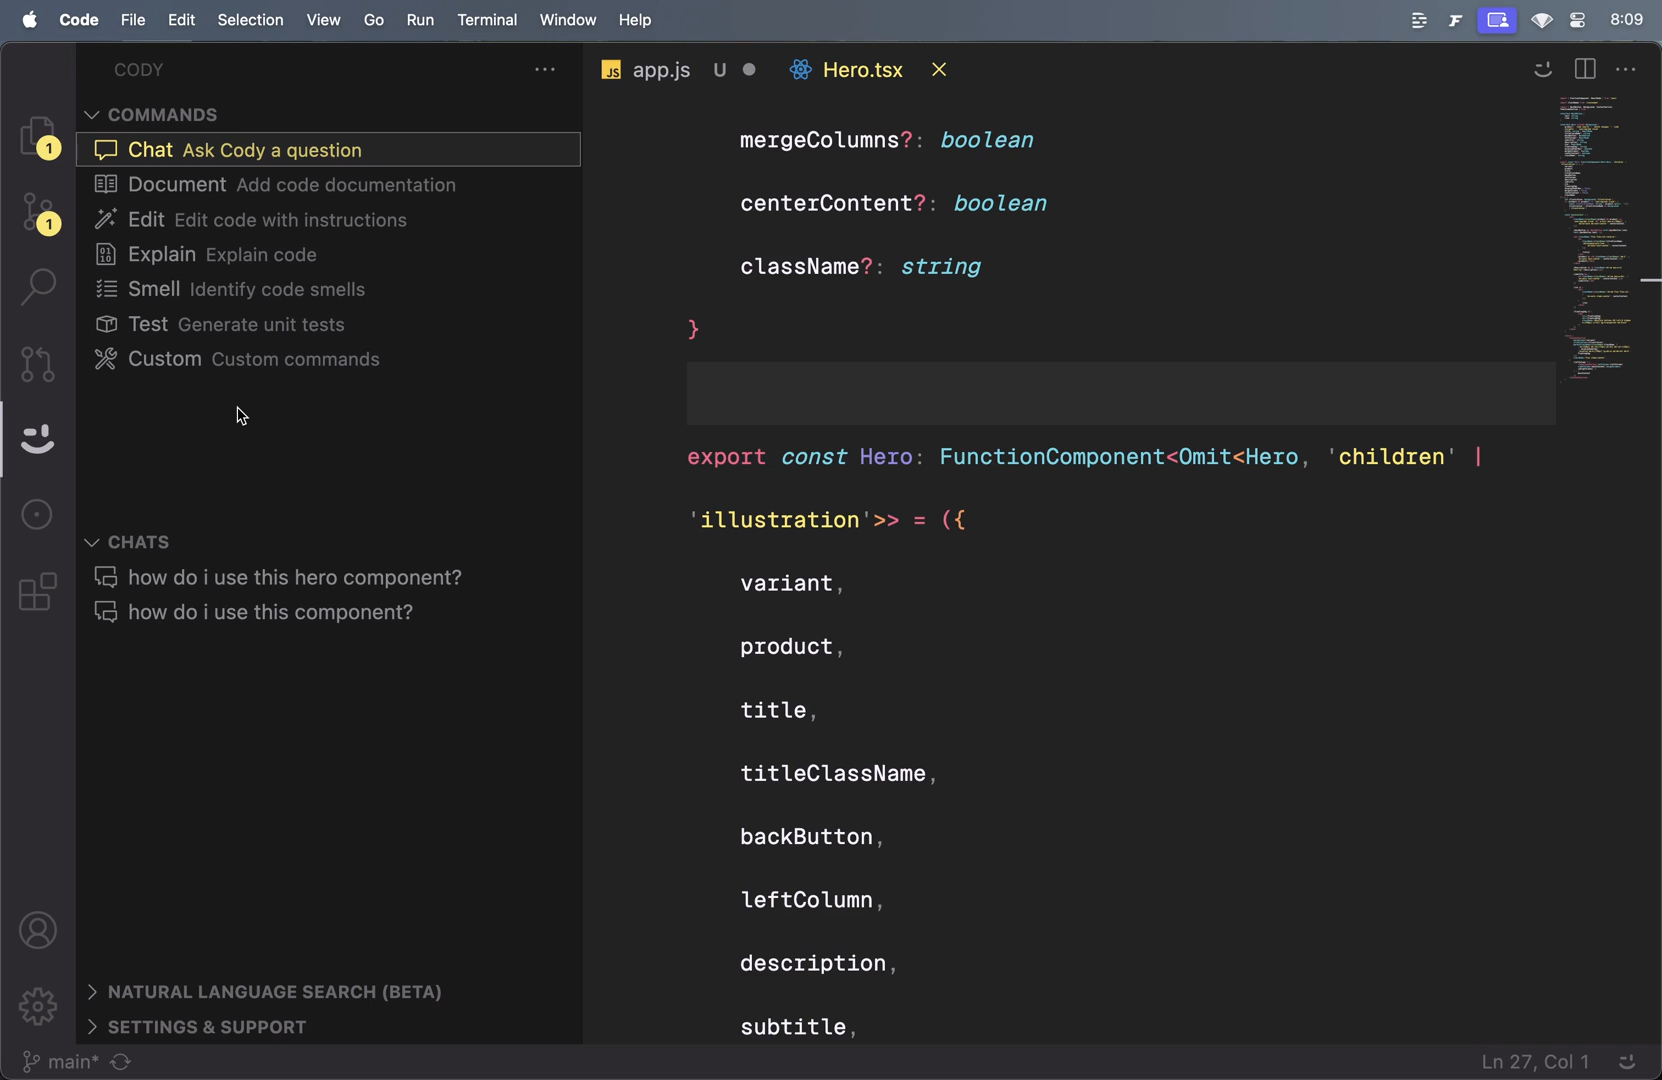 Code File Edit Selection View Go Run Terminal Window Help 8:09
CODY
COMMANDS
Chat Ask Cody a question
Document Add code documentation
Edit Edit code with instructions
Explain Explain code
Smell Identify code smells
Test Generate unit tests
Custom Custom commands
CHATS
how do i use this hero component?
how do i use this component?
NATURAL LANGUAGE SEARCH (BETA)
SETTINGS & SUPPORT
1
1
JS app.js U Hero.tsx
mergeColumns?: boolean
centerContent?: boolean
className?: string
}
export const Hero: FunctionComponent<Omit<Hero, 'children' |
'illustration'>> = ({
variant,
product,
title,
titleClassName,
backButton,
leftColumn,
description,
subtitle,
main* Ln 27, Col 1